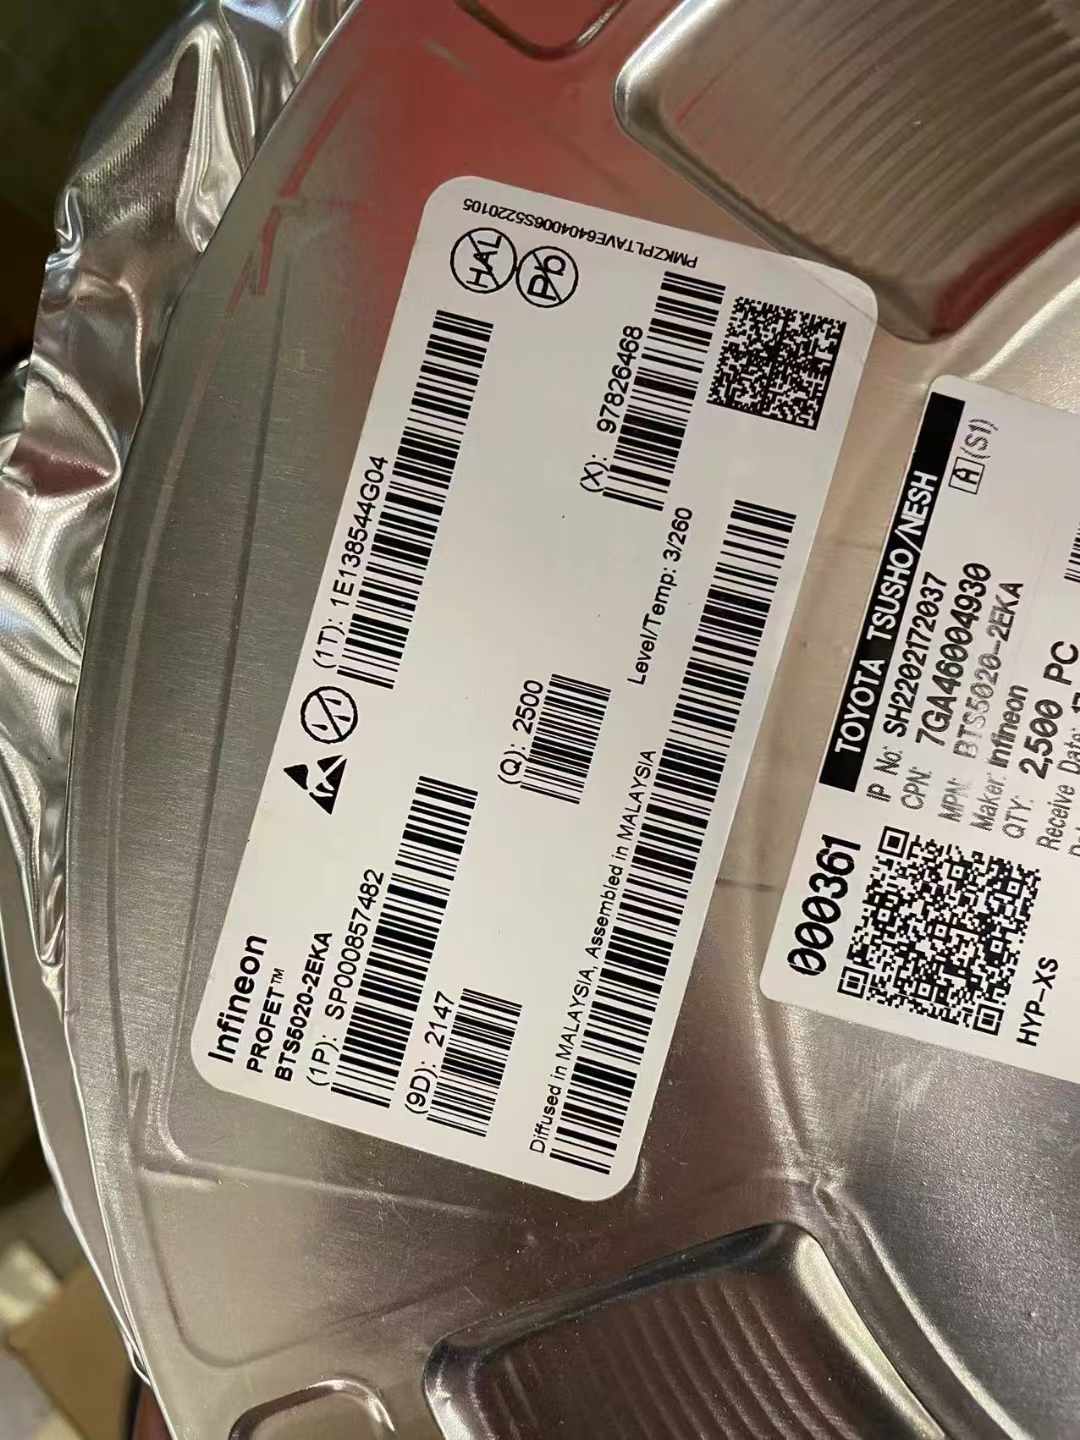 Infineon
PROFET™
BTS5020-2EKA
(1P): SP000857482
(9D): 2147
(1T): 1E138544G04
(Q): 2500
Diffused in MALAYSIA, Assembled in MALAYSIA
Level/Temp: 3/260
(X): 97826468
HAL
Pb
PMKZPLTAVE6404006S5220105
TOYOTA TSUSHO/NESH
A (S1)
IP No: SH2202172037
CPN: 7GA46004930
MPN: BTS5020-2EKA
Maker: Infineon
QTY: 2,500 PC
Receive Date: 17
000361
HYP-XS